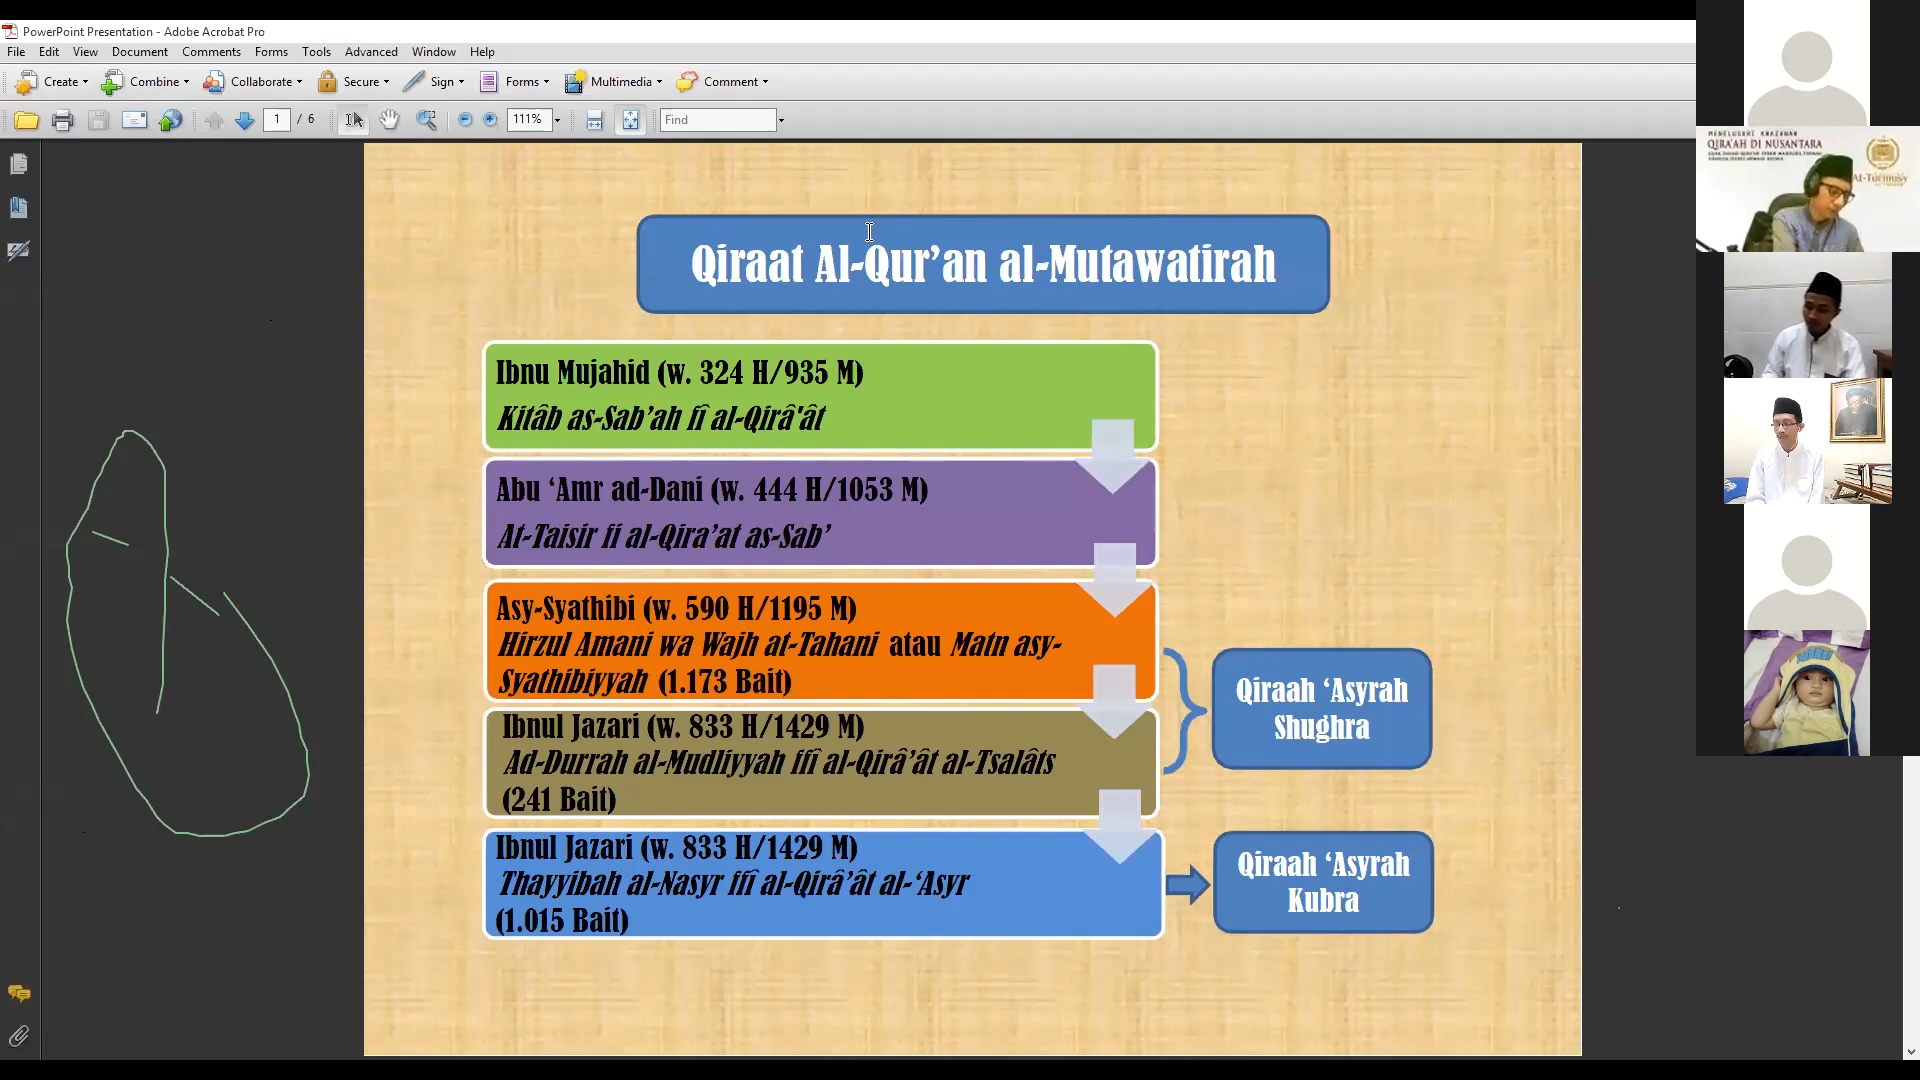 PowerPoint Presentation - Adobe Acrobat Pro
File Edit View Document Comments Forms Tools Advanced Window Help
Create Combine Collaborate Secure Sign Forms Multimedia Comment
1 / 6 111% Find
Qiraat Al-Qur’an al-Mutawatirah
Ibnu Mujahid (w. 324 H/935 M)
Kitâb as-Sab’ah fî al-Qirâ'ât
Abu ‘Amr ad-Dani (w. 444 H/1053 M)
At-Taisir fi al-Qira’at as-Sab’
Asy-Syathibi (w. 590 H/1195 M)
Hirzul Amani wa Wajh at-Tahani atau Matn asy-
Syathibiyyah (1.173 Bait)
Ibnul Jazari (w. 833 H/1429 M)
Ad-Durrah al-Mudliyyah ffî al-Qirâ’ât al-Tsalâts
(241 Bait)
Ibnul Jazari (w. 833 H/1429 M)
Thayyibah al-Nasyr ffî al-Qirâ’ât al-‘Asyr
(1.015 Bait)
Qiraah ‘Asyrah
Shughra
Qiraah ‘Asyrah
Kubra
MENELUSURI KHAZANAH
QIRA'AH DI NUSANTARA
At-Turmusy